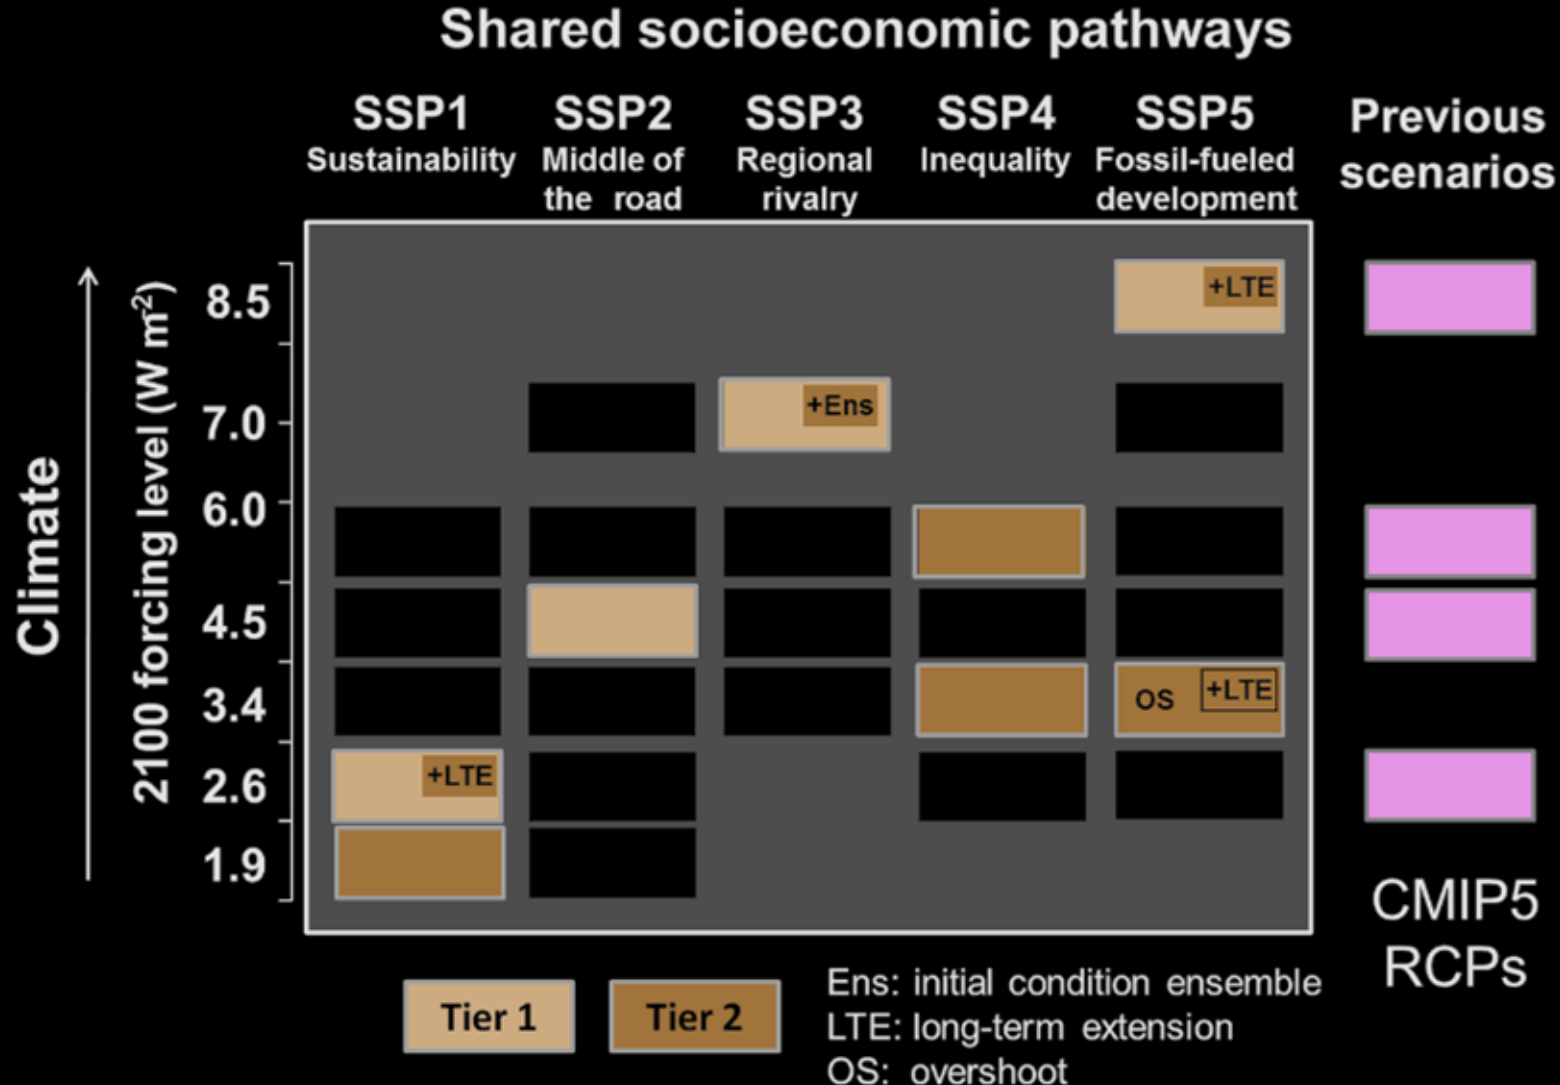 Shared socioeconomic pathways
SSP1
Sustainability
SSP2
Middle of
the road
SSP3
Regional
rivalry
SSP4
Inequality
SSP5
Fossil-fueled
development
Previous
scenarios
Climate
2100 forcing level (W m-2)
8.5
7.0
6.0
4.5
3.4
2.6
1.9
+LTE
+Ens
OS
+LTE
+LTE
CMIP5
RCPs
Tier 1
Tier 2
Ens: initial condition ensemble
LTE: long-term extension
OS: overshoot